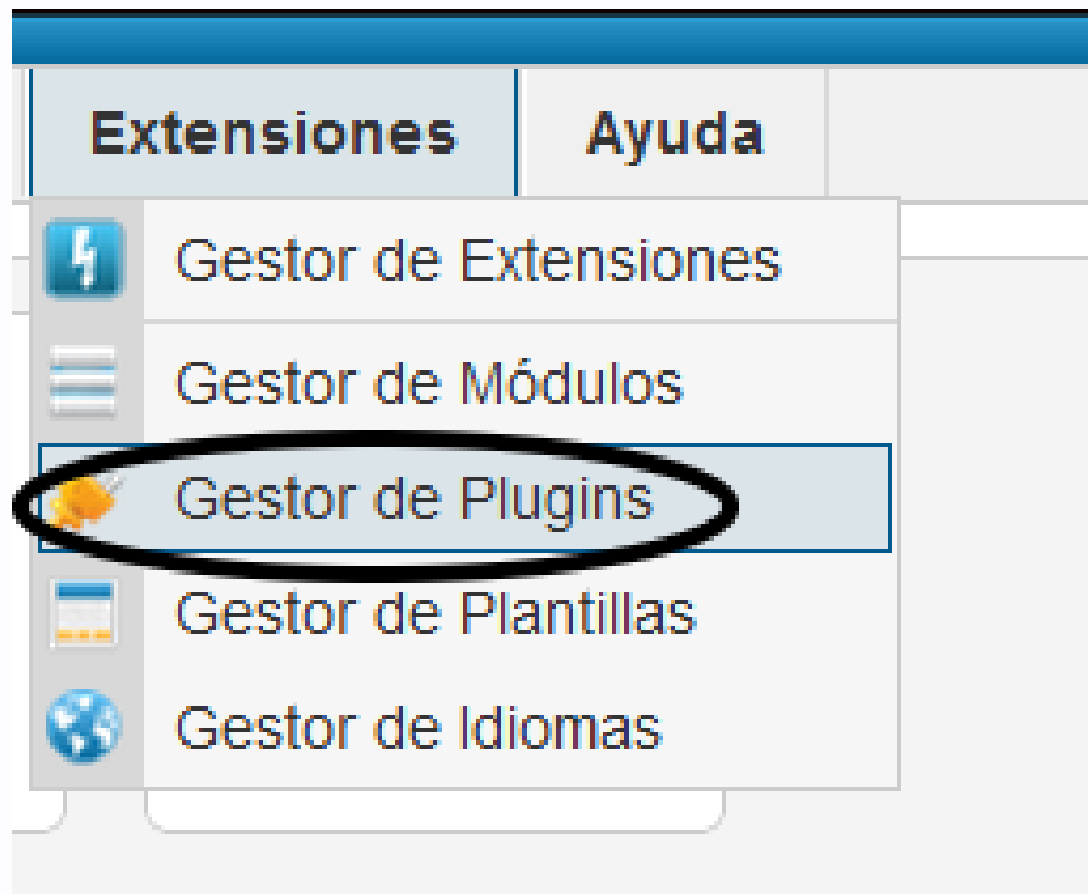 Extensiones Ayuda
Gestor de Extensiones
Gestor de Módulos
Gestor de Plugins
Gestor de Plantillas
Gestor de Idiomas